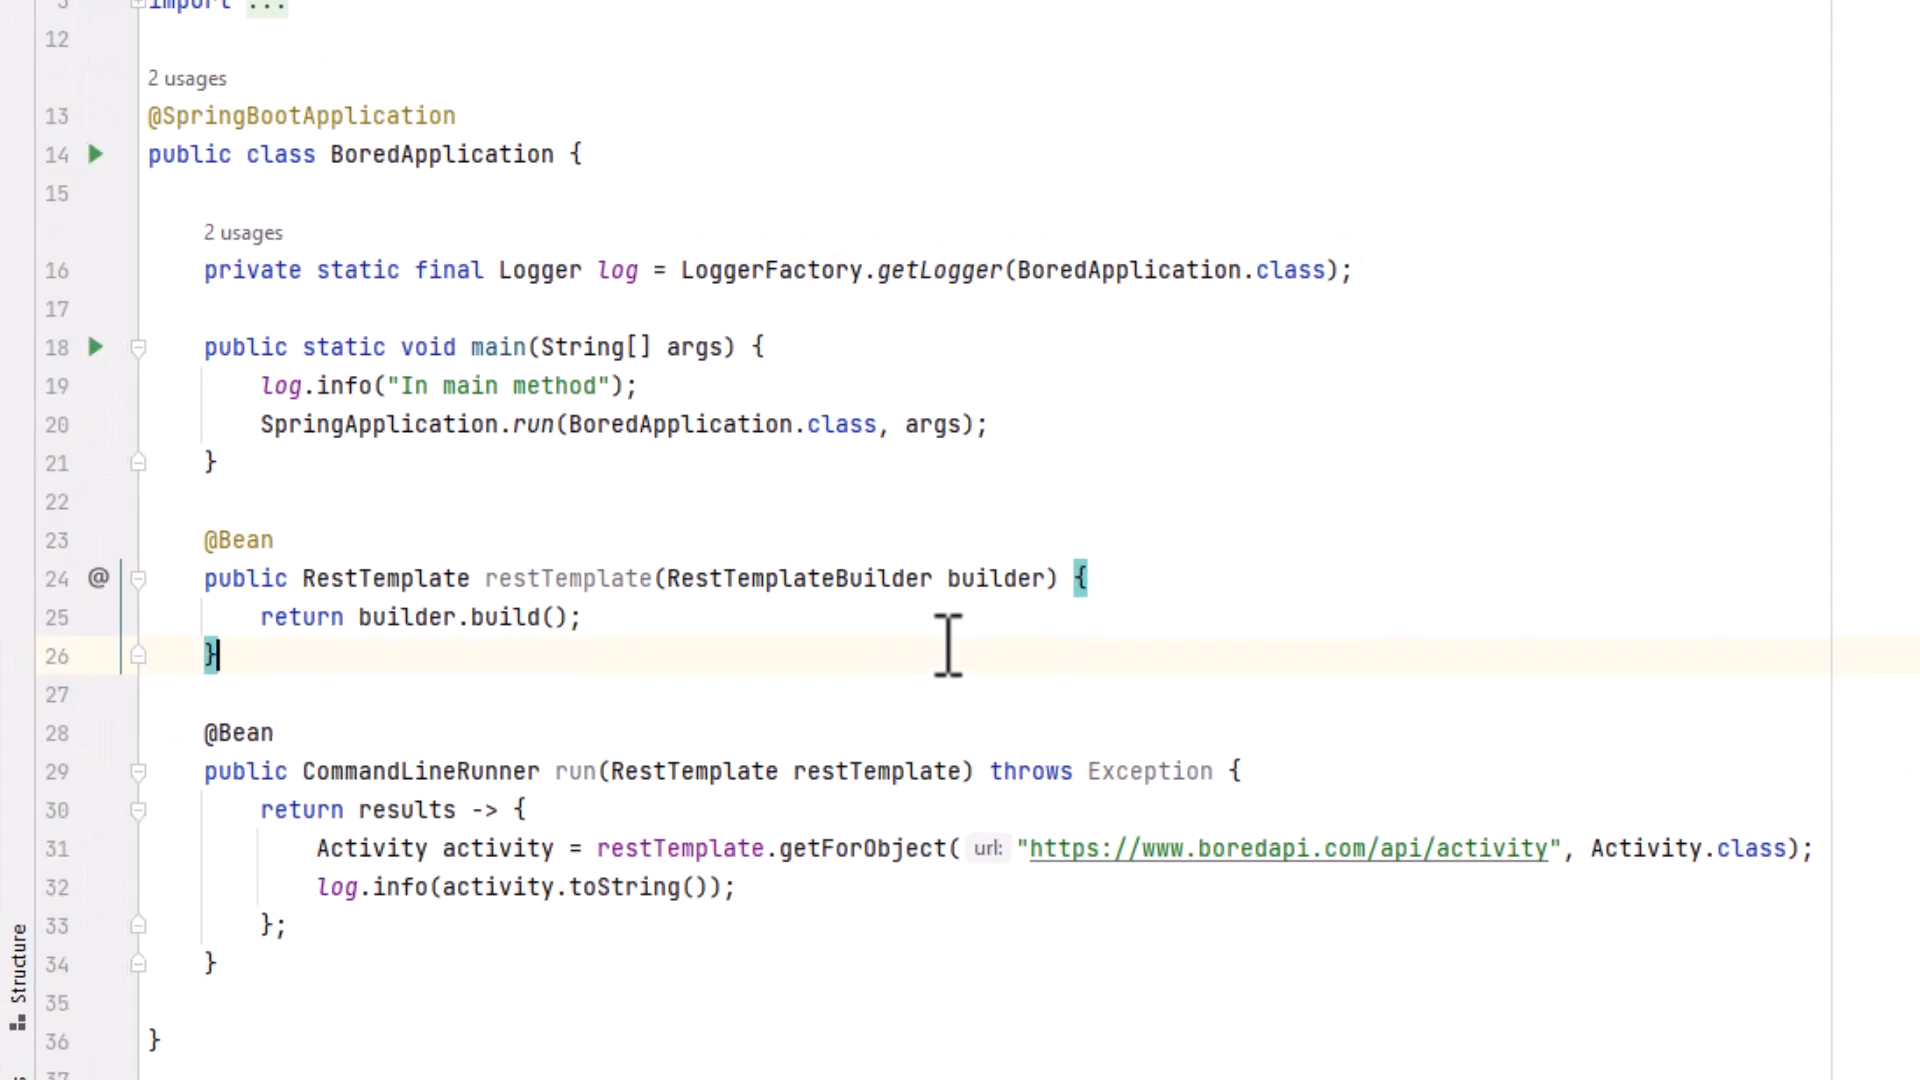 3 import ...
12
2 usages
13 @SpringBootApplication
14 public class BoredApplication {
15
2 usages
16 private static final Logger log = LoggerFactory.getLogger(BoredApplication.class);
17
18 public static void main(String[] args) {
19 log.info("In main method");
20 SpringApplication.run(BoredApplication.class, args);
21 }
22
23 @Bean
24 @ public RestTemplate restTemplate(RestTemplateBuilder builder) {
25 return builder.build();
26 }
27
28 @Bean
29 public CommandLineRunner run(RestTemplate restTemplate) throws Exception {
30 return results -> {
31 Activity activity = restTemplate.getForObject( url: "https://www.boredapi.com/api/activity", Activity.class);
32 log.info(activity.toString());
33 };
34 }
35
36 }
37
Structure